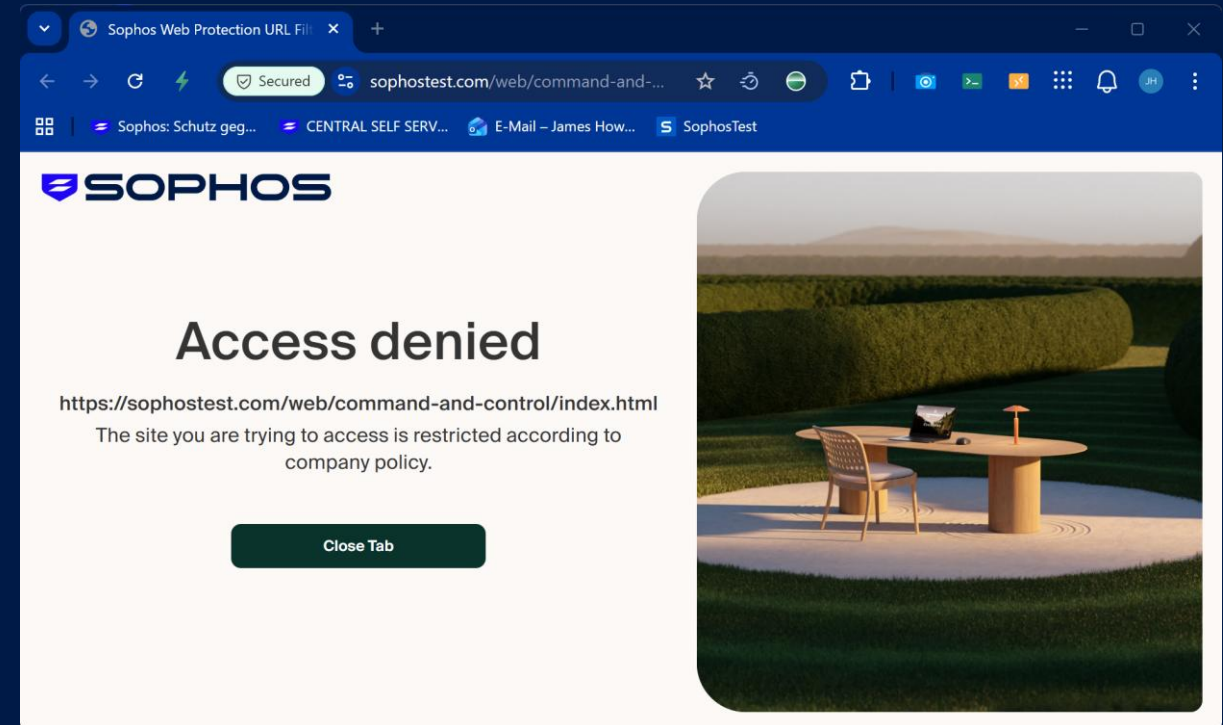 Sophos Web Protection URL Fil
Secured
sophostest.com/web/command-and-...
JH
Sophos: Schutz geg...
CENTRAL SELF SERV...
E-Mail – James How...
S SophosTest
SOPHOS
Access denied
https://sophostest.com/web/command-and-control/index.html
The site you are trying to access is restricted according to
company policy.
Close Tab